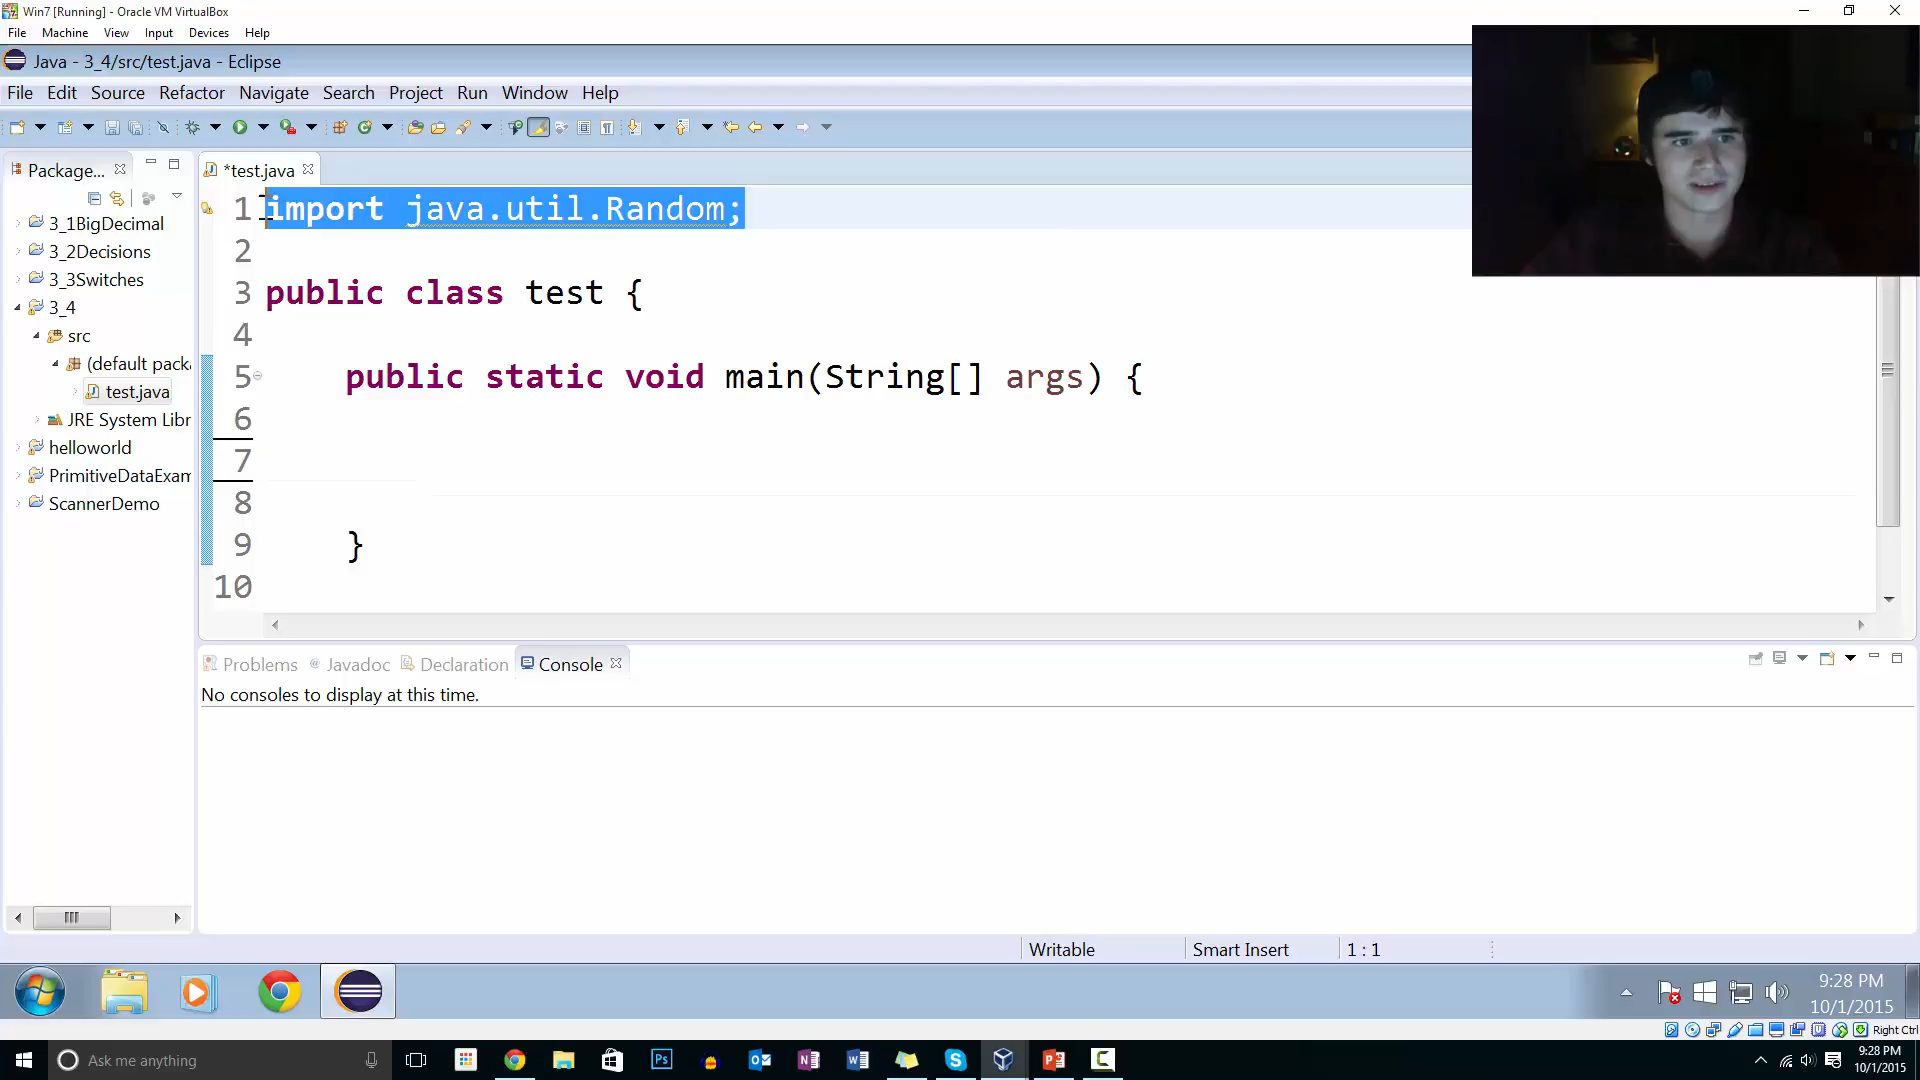 Win7 [Running] - Oracle VM VirtualBox
File Machine View Input Devices Help
Java - 3_4/src/test.java - Eclipse
File Edit Source Refactor Navigate Search Project Run Window Help
Package...
*test.java
3_1BigDecimal
3_2Decisions
3_3Switches
3_4
src
(default pack
test.java
JRE System Libr
helloworld
PrimitiveDataExam
ScannerDemo
1 import java.util.Random;
2
3 public class test {
4
5 public static void main(String[] args) {
6
7
8
9 }
10
Problems @ Javadoc Declaration Console
No consoles to display at this time.
Writable Smart Insert 1 : 1
9:28 PM
10/1/2015
Right Ctrl
Ask me anything
9:28 PM
10/1/2015